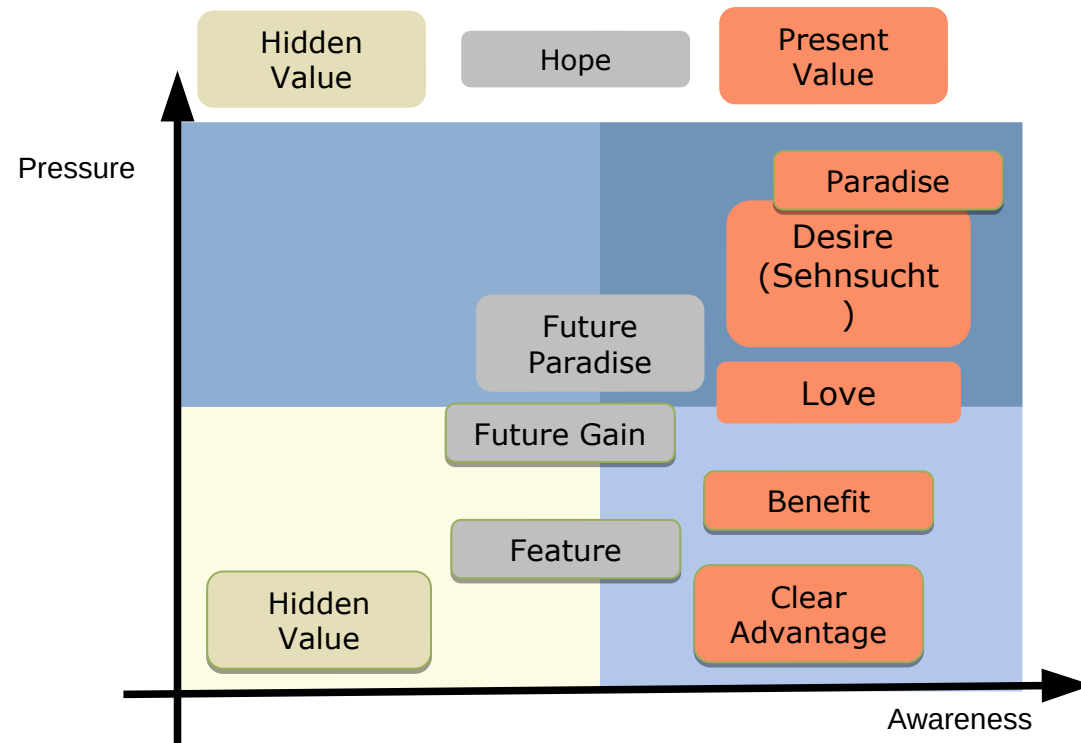 Hidden
Value
Hope
Present
Value
Pressure
Paradise
Desire
(Sehnsucht
)
Future
Paradise
Love
Future Gain
Benefit
Feature
Hidden
Value
Clear
Advantage
Awareness